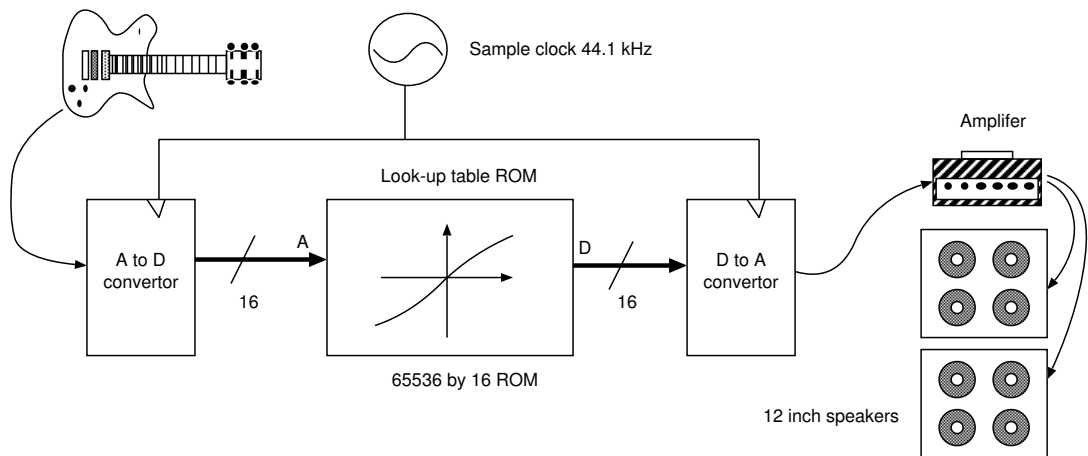 Sample clock 44.1 kHz
Amplifer
Look-up table ROM
A to D
convertor
A
16
D
16
D to A
convertor
65536 by 16 ROM
12 inch speakers